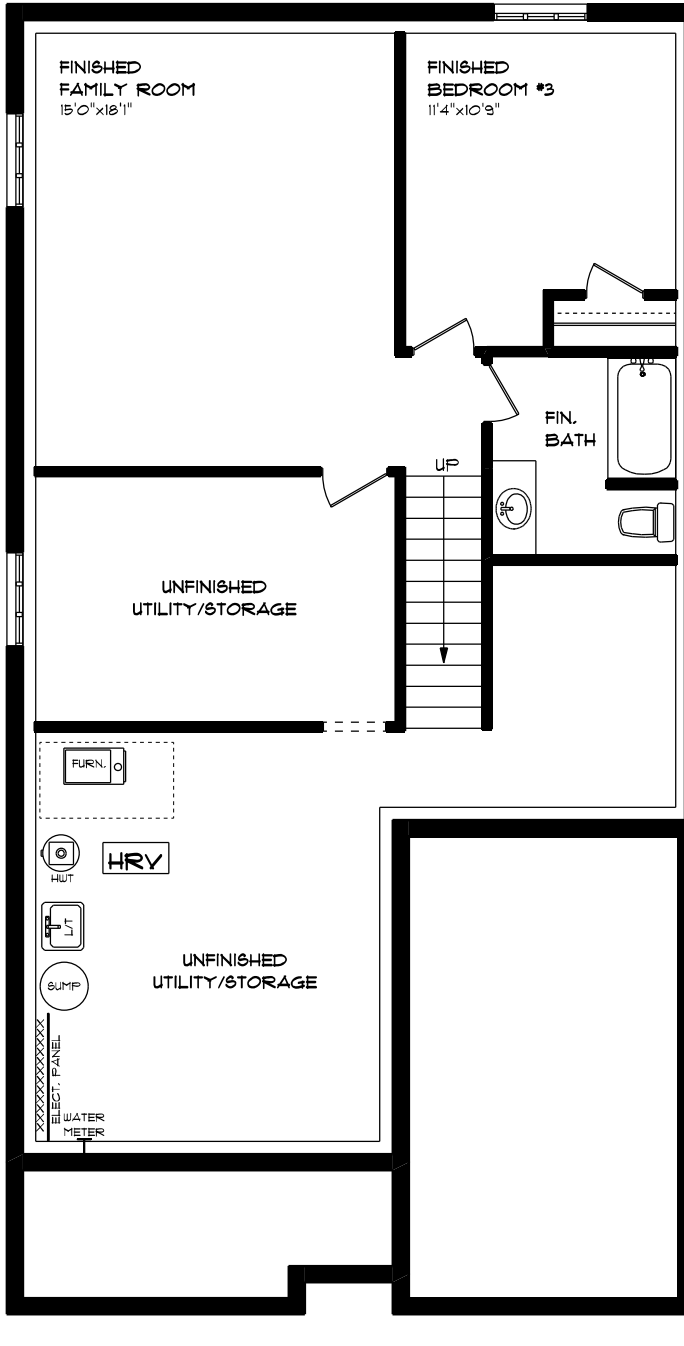 FINISHED
FAMILY ROOM
15'0"x18'1"
FINISHED
BEDROOM #3
11'4"x10'9"
FIN.
BATH
UP
UNFINISHED
UTILITY/STORAGE
FURN.
HRV
HWT
L/T
UNFINISHED
UTILITY/STORAGE
SUMP
ELECT. PANEL
WATER
METER